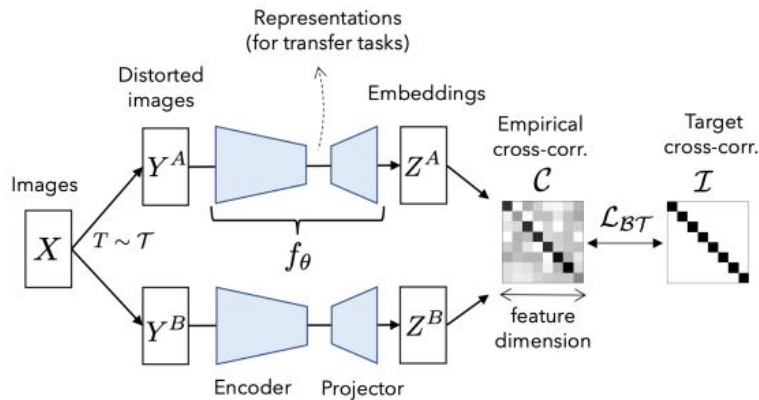 Representations
(for transfer tasks)
Distorted
images
Embeddings
Images
Y^A
Z^A
Empirical
cross-corr.
C
Target
cross-corr.
I
X
T ~ T
f_θ
L_BT
Y^B
Z^B
feature
dimension
Encoder
Projector